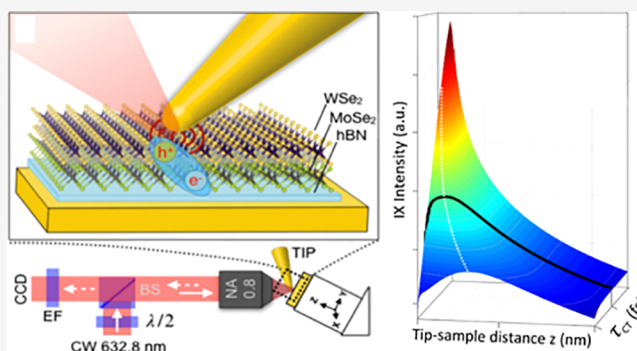 WSe₂
MoSe₂
hBN
h⁺
e⁻
TIP
CCD
BS
EF
λ/2
NA
0.8
Z
Y
X
CW 632.8 nm
IX Intensity (a.u.)
Tip-sample distance z (nm)
τCT (f